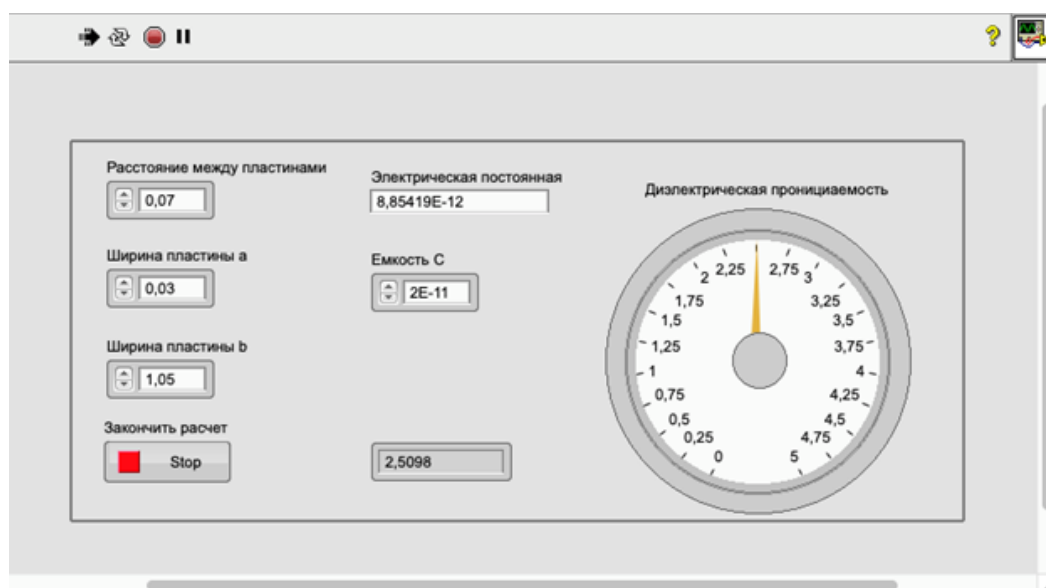 Расстояние между пластинами
0,07
Ширина пластины a
0,03
Ширина пластины b
1,05
Закончить расчет
Stop
Электрическая постоянная
8,85419E-12
Емкость С
2E-11
2,5098
Диэлектрическая пронициаемость
0
0,25
0,5
0,75
1
1,25
1,5
1,75
2
2,25
2,75
3
3,25
3,5
3,75
4
4,25
4,5
4,75
5